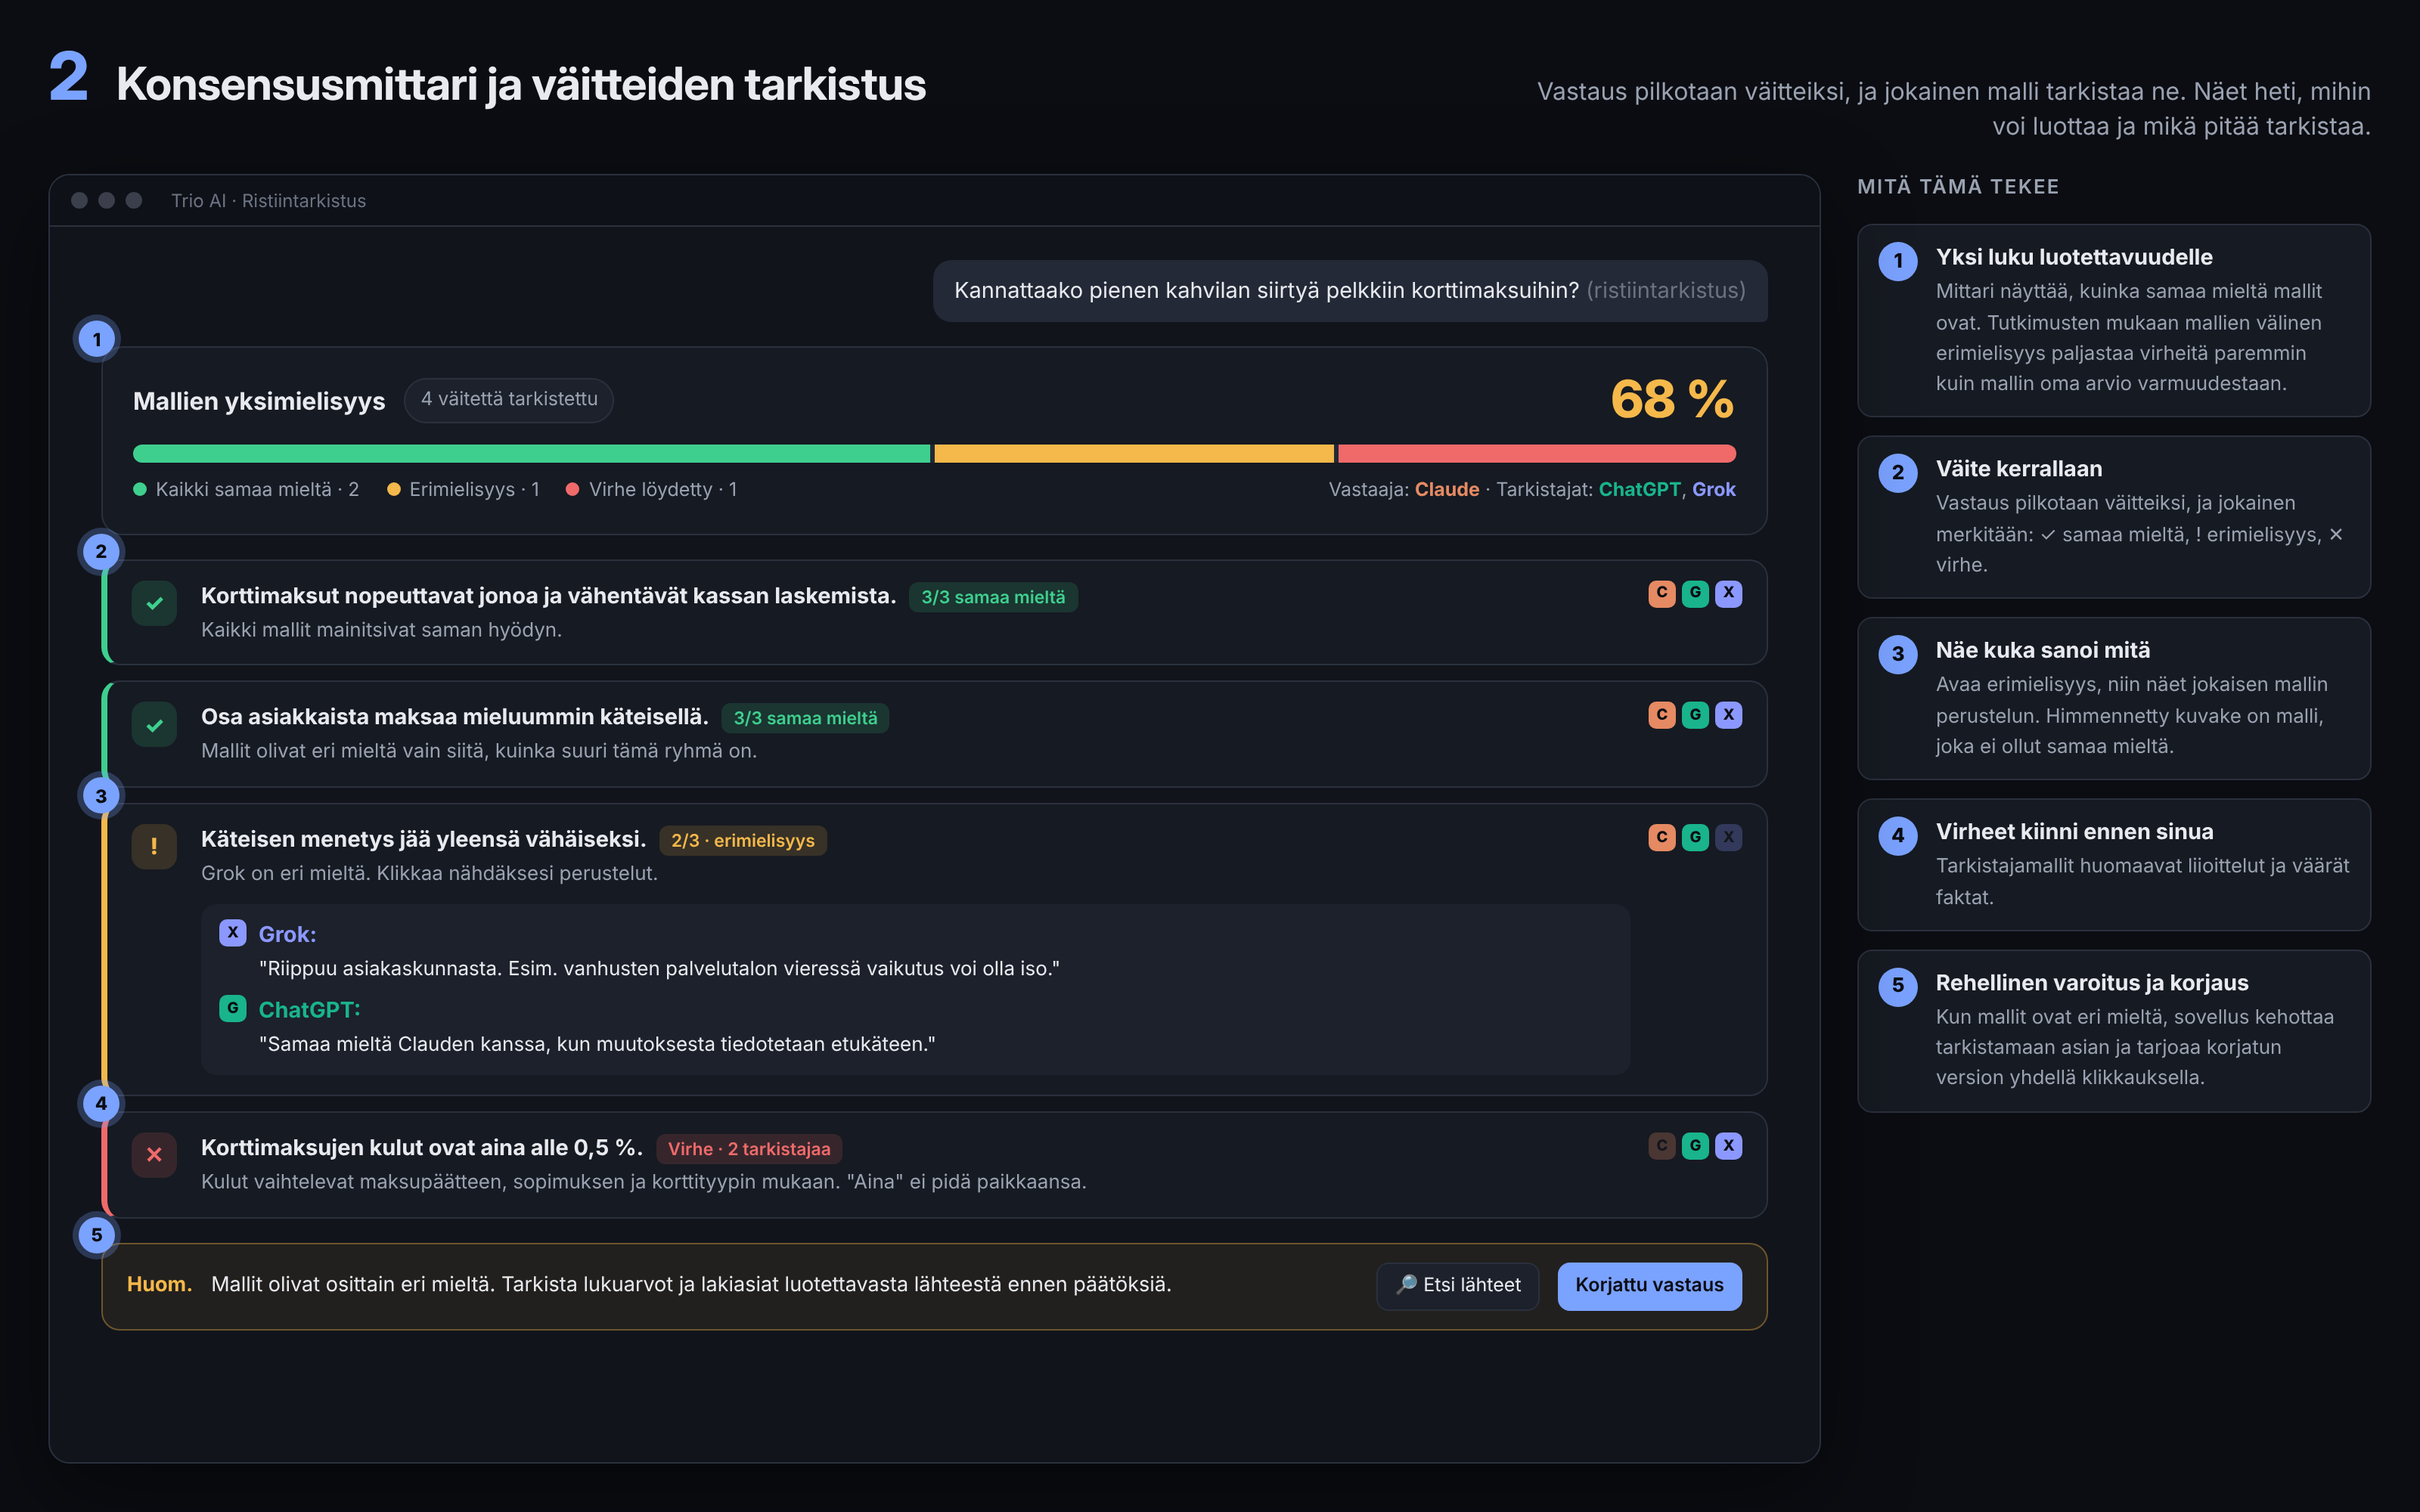 2 Konsensusmittari ja väitteiden tarkistus
Vastaus pilkotaan väitteiksi, ja jokainen malli tarkistaa ne. Näet heti, mihin
voi luottaa ja mikä pitää tarkistaa.
Trio AI · Ristiintarkistus
Kannattaako pienen kahvilan siirtyä pelkkiin korttimaksuihin? (ristiintarkistus)
1
Mallien yksimielisyys 4 väitettä tarkistettu 68 %
Kaikki samaa mieltä · 2 Erimielisyys · 1 Virhe löydetty · 1 Vastaaja: Claude · Tarkistajat: ChatGPT, Grok
2
✓ Korttimaksut nopeuttavat jonoa ja vähentävät kassan laskemista. 3/3 samaa mieltä C G X
Kaikki mallit mainitsivat saman hyödyn.
✓ Osa asiakkaista maksaa mieluummin käteisellä. 3/3 samaa mieltä C G X
Mallit olivat eri mieltä vain siitä, kuinka suuri tämä ryhmä on.
3
! Käteisen menetys jää yleensä vähäiseksi. 2/3 · erimielisyys C G X
Grok on eri mieltä. Klikkaa nähdäksesi perustelut.
X Grok:
"Riippuu asiakaskunnasta. Esim. vanhusten palvelutalon vieressä vaikutus voi olla iso."
G ChatGPT:
"Samaa mieltä Clauden kanssa, kun muutoksesta tiedotetaan etukäteen."
4
✕ Korttimaksujen kulut ovat aina alle 0,5 %. Virhe · 2 tarkistajaa C G X
Kulut vaihtelevat maksupäätteen, sopimuksen ja korttityypin mukaan. "Aina" ei pidä paikkaansa.
5
Huom. Mallit olivat osittain eri mieltä. Tarkista lukuarvot ja lakiasiat luotettavasta lähteestä ennen päätöksiä. 🔎 Etsi lähteet Korjattu vastaus
MITÄ TÄMÄ TEKEE
1 Yksi luku luotettavuudelle
Mittari näyttää, kuinka samaa mieltä mallit
ovat. Tutkimusten mukaan mallien välinen
erimielisyys paljastaa virheitä paremmin
kuin mallin oma arvio varmuudestaan.
2 Väite kerrallaan
Vastaus pilkotaan väitteiksi, ja jokainen
merkitään: ✓ samaa mieltä, ! erimielisyys, ✕
virhe.
3 Näe kuka sanoi mitä
Avaa erimielisyys, niin näet jokaisen mallin
perustelun. Himmennetty kuvake on malli,
joka ei ollut samaa mieltä.
4 Virheet kiinni ennen sinua
Tarkistajamallit huomaavat liioittelut ja väärät
faktat.
5 Rehellinen varoitus ja korjaus
Kun mallit ovat eri mieltä, sovellus kehottaa
tarkistamaan asian ja tarjoaa korjatun
version yhdellä klikkauksella.